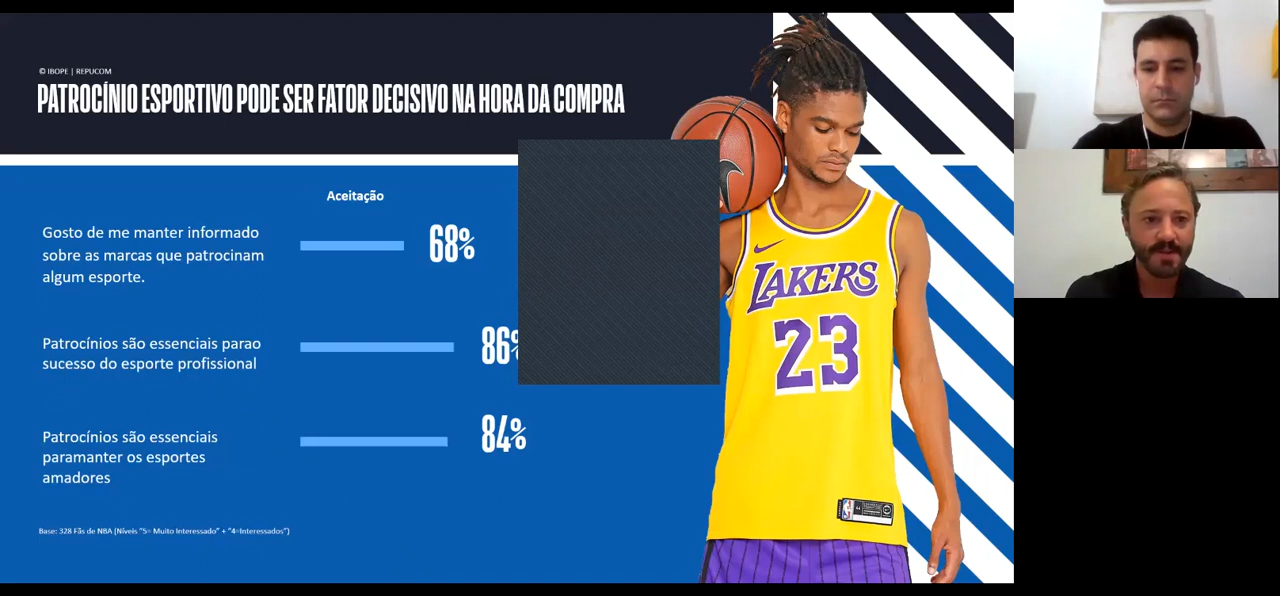 © IBOPE | REPUCOM
PATROCÍNIO ESPORTIVO PODE SER FATOR DECISIVO NA HORA DA COMPRA
Aceitação
Gosto de me manter informado
sobre as marcas que patrocinam
algum esporte.
68%
Patrocínios são essenciais parao
sucesso do esporte profissional
86%
Patrocínios são essenciais
paramanter os esportes
amadores
84%
Base: 328 Fãs de NBA (Níveis "5= Muito Interessado" + "4=Interessados")
LAKERS
23